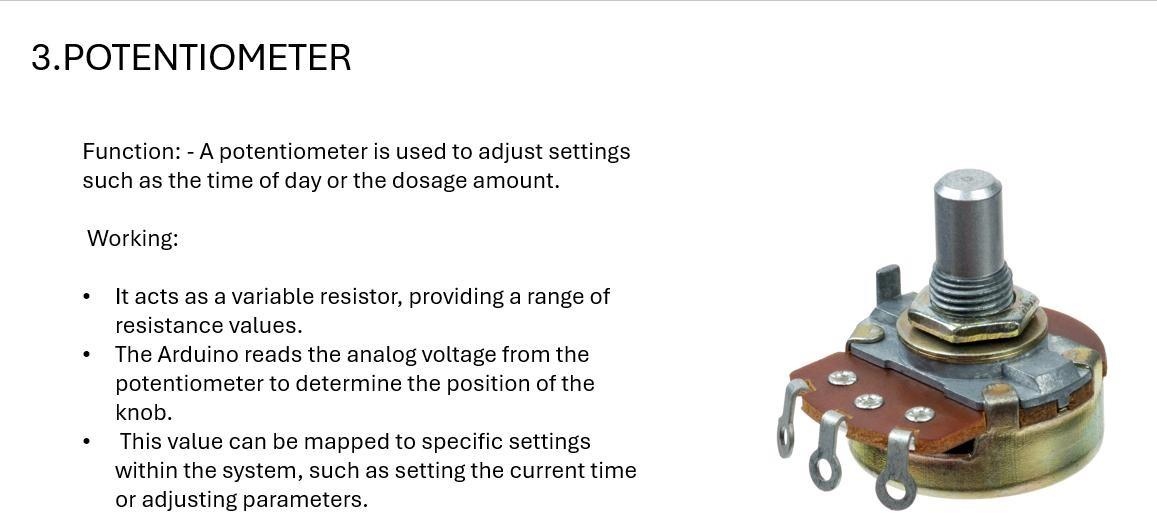 3.POTENTIOMETER
Function: - A potentiometer is used to adjust settings
such as the time of day or the dosage amount.
Working:
• It acts as a variable resistor, providing a range of
resistance values.
• The Arduino reads the analog voltage from the
potentiometer to determine the position of the
knob.
• This value can be mapped to specific settings
within the system, such as setting the current time
or adjusting parameters.